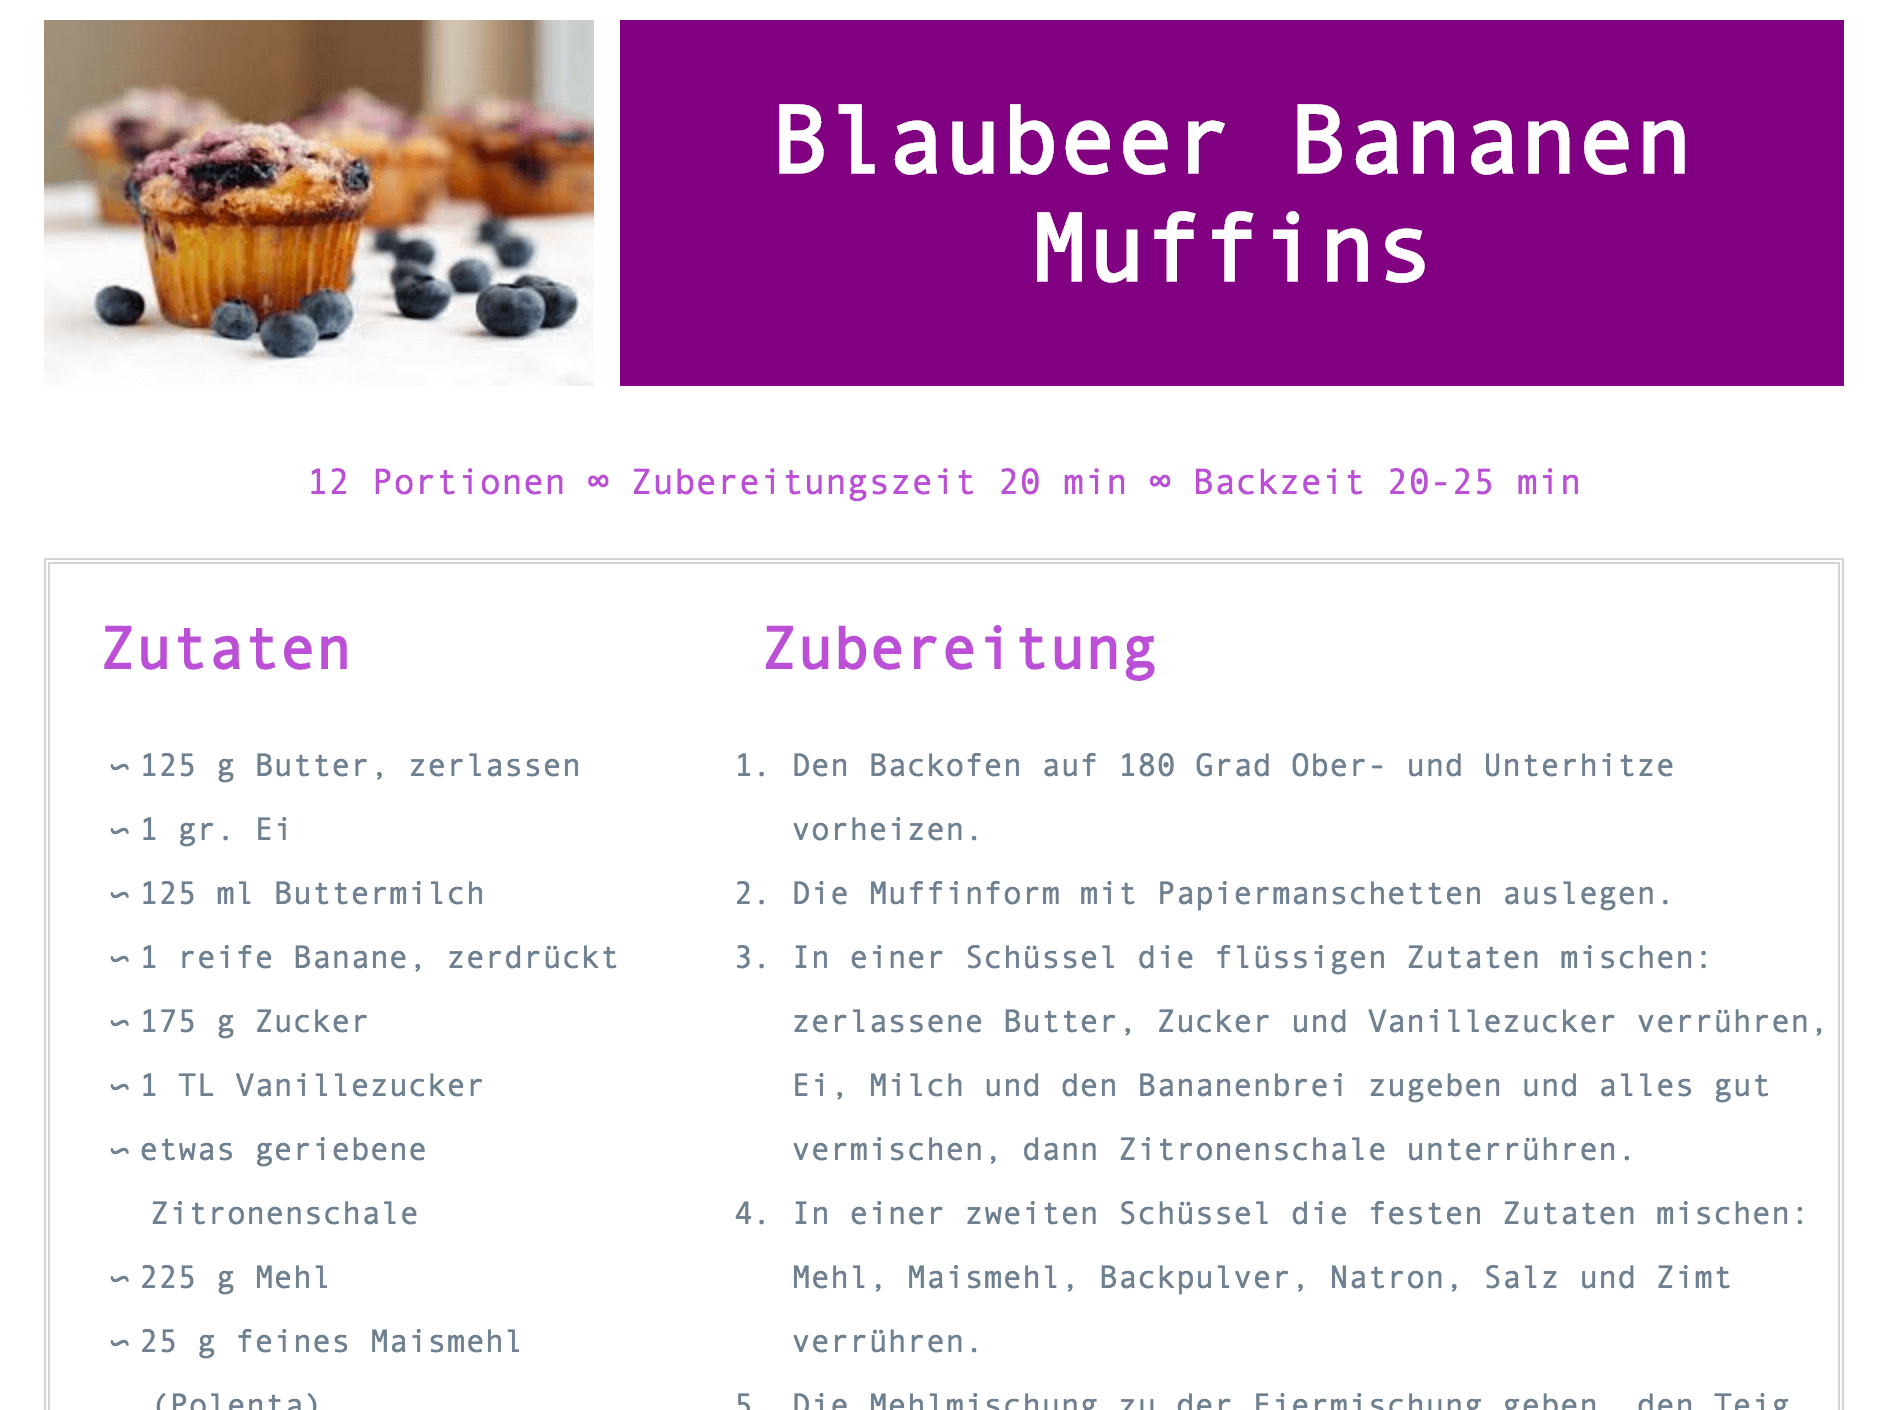 Blaubeer Bananen
Muffins
12 Portionen ∞ Zubereitungszeit 20 min ∞ Backzeit 20-25 min
Zutaten
∽ 125 g Butter, zerlassen
∽ 1 gr. Ei
∽ 125 ml Buttermilch
∽ 1 reife Banane, zerdrückt
∽ 175 g Zucker
∽ 1 TL Vanillezucker
∽ etwas geriebene
Zitronenschale
∽ 225 g Mehl
∽ 25 g feines Maismehl
(Polenta)
Zubereitung
1. Den Backofen auf 180 Grad Ober- und Unterhitze
vorheizen.
2. Die Muffinform mit Papiermanschetten auslegen.
3. In einer Schüssel die flüssigen Zutaten mischen:
zerlassene Butter, Zucker und Vanillezucker verrühren,
Ei, Milch und den Bananenbrei zugeben und alles gut
vermischen, dann Zitronenschale unterrühren.
4. In einer zweiten Schüssel die festen Zutaten mischen:
Mehl, Maismehl, Backpulver, Natron, Salz und Zimt
verrühren.
5. Die Mehlmischung zu der Eiermischung geben, den Teig